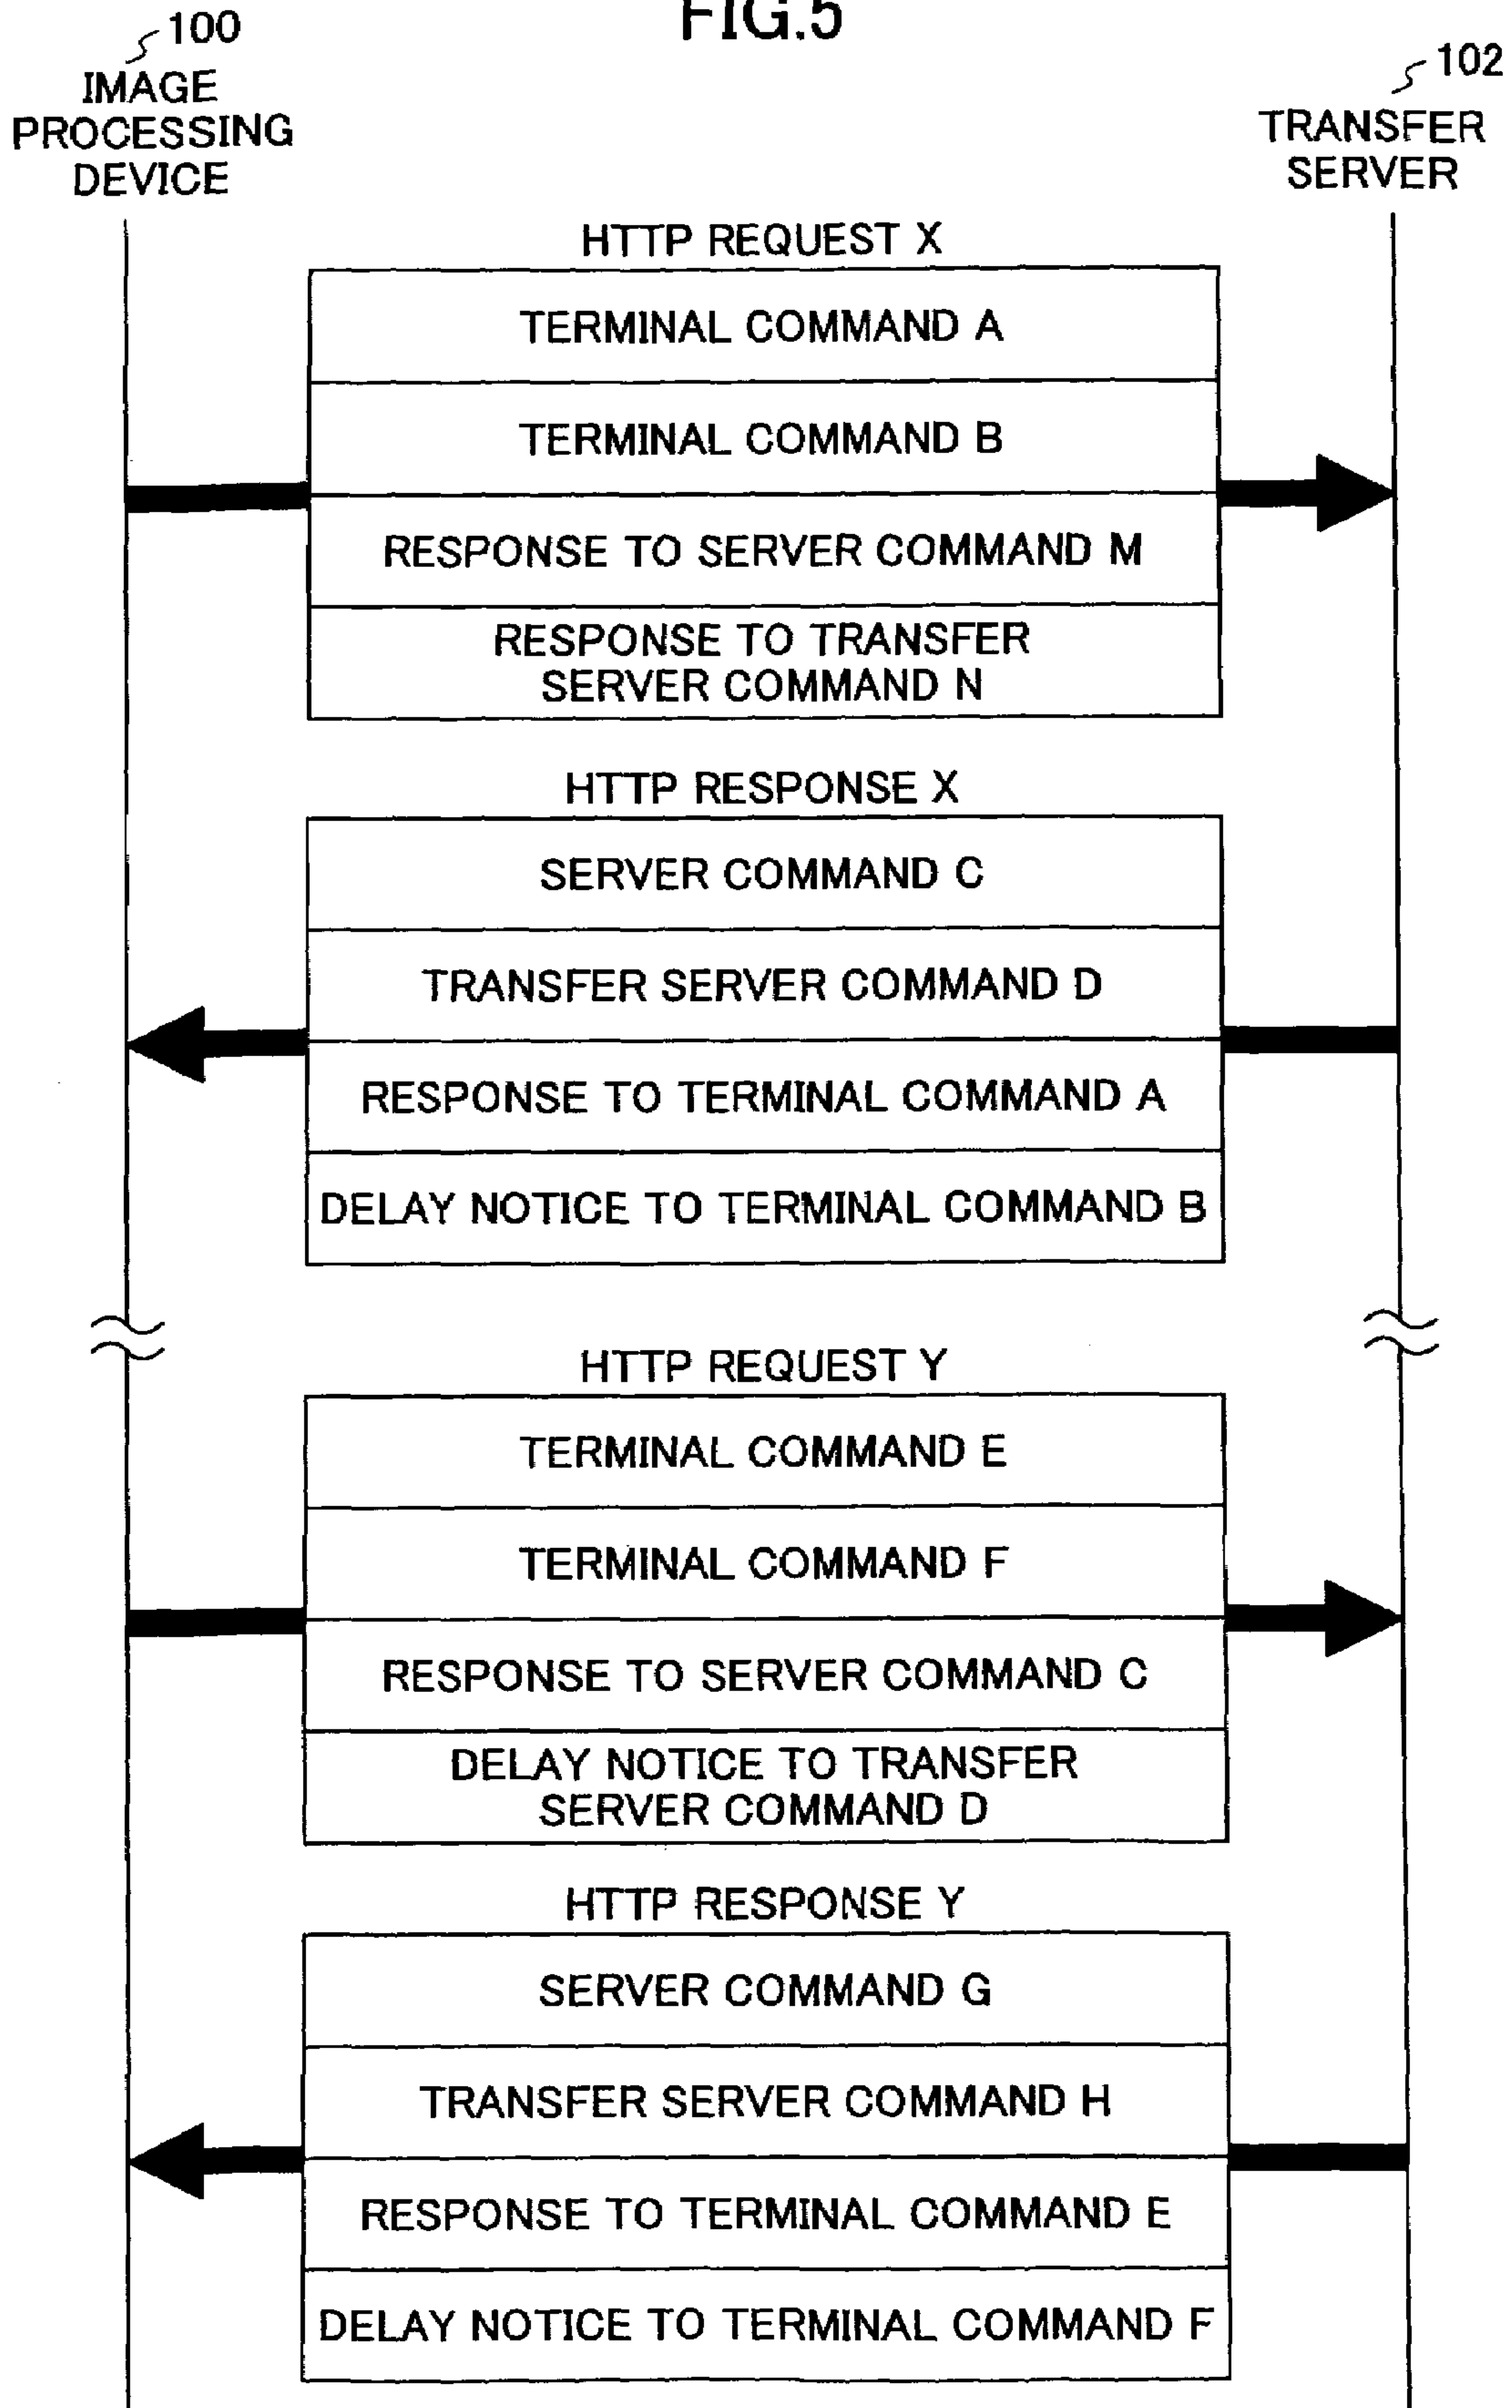 FIG.5
100
IMAGE
PROCESSING
DEVICE
102
TRANSFER
SERVER
HTTP REQUEST X
TERMINAL COMMAND A
TERMINAL COMMAND B
RESPONSE TO SERVER COMMAND M
RESPONSE TO TRANSFER
SERVER COMMAND N
HTTP RESPONSE X
SERVER COMMAND C
TRANSFER SERVER COMMAND D
RESPONSE TO TERMINAL COMMAND A
DELAY NOTICE TO TERMINAL COMMAND B
HTTP REQUEST Y
TERMINAL COMMAND E
TERMINAL COMMAND F
RESPONSE TO SERVER COMMAND C
DELAY NOTICE TO TRANSFER
SERVER COMMAND D
HTTP RESPONSE Y
SERVER COMMAND G
TRANSFER SERVER COMMAND H
RESPONSE TO TERMINAL COMMAND E
DELAY NOTICE TO TERMINAL COMMAND F